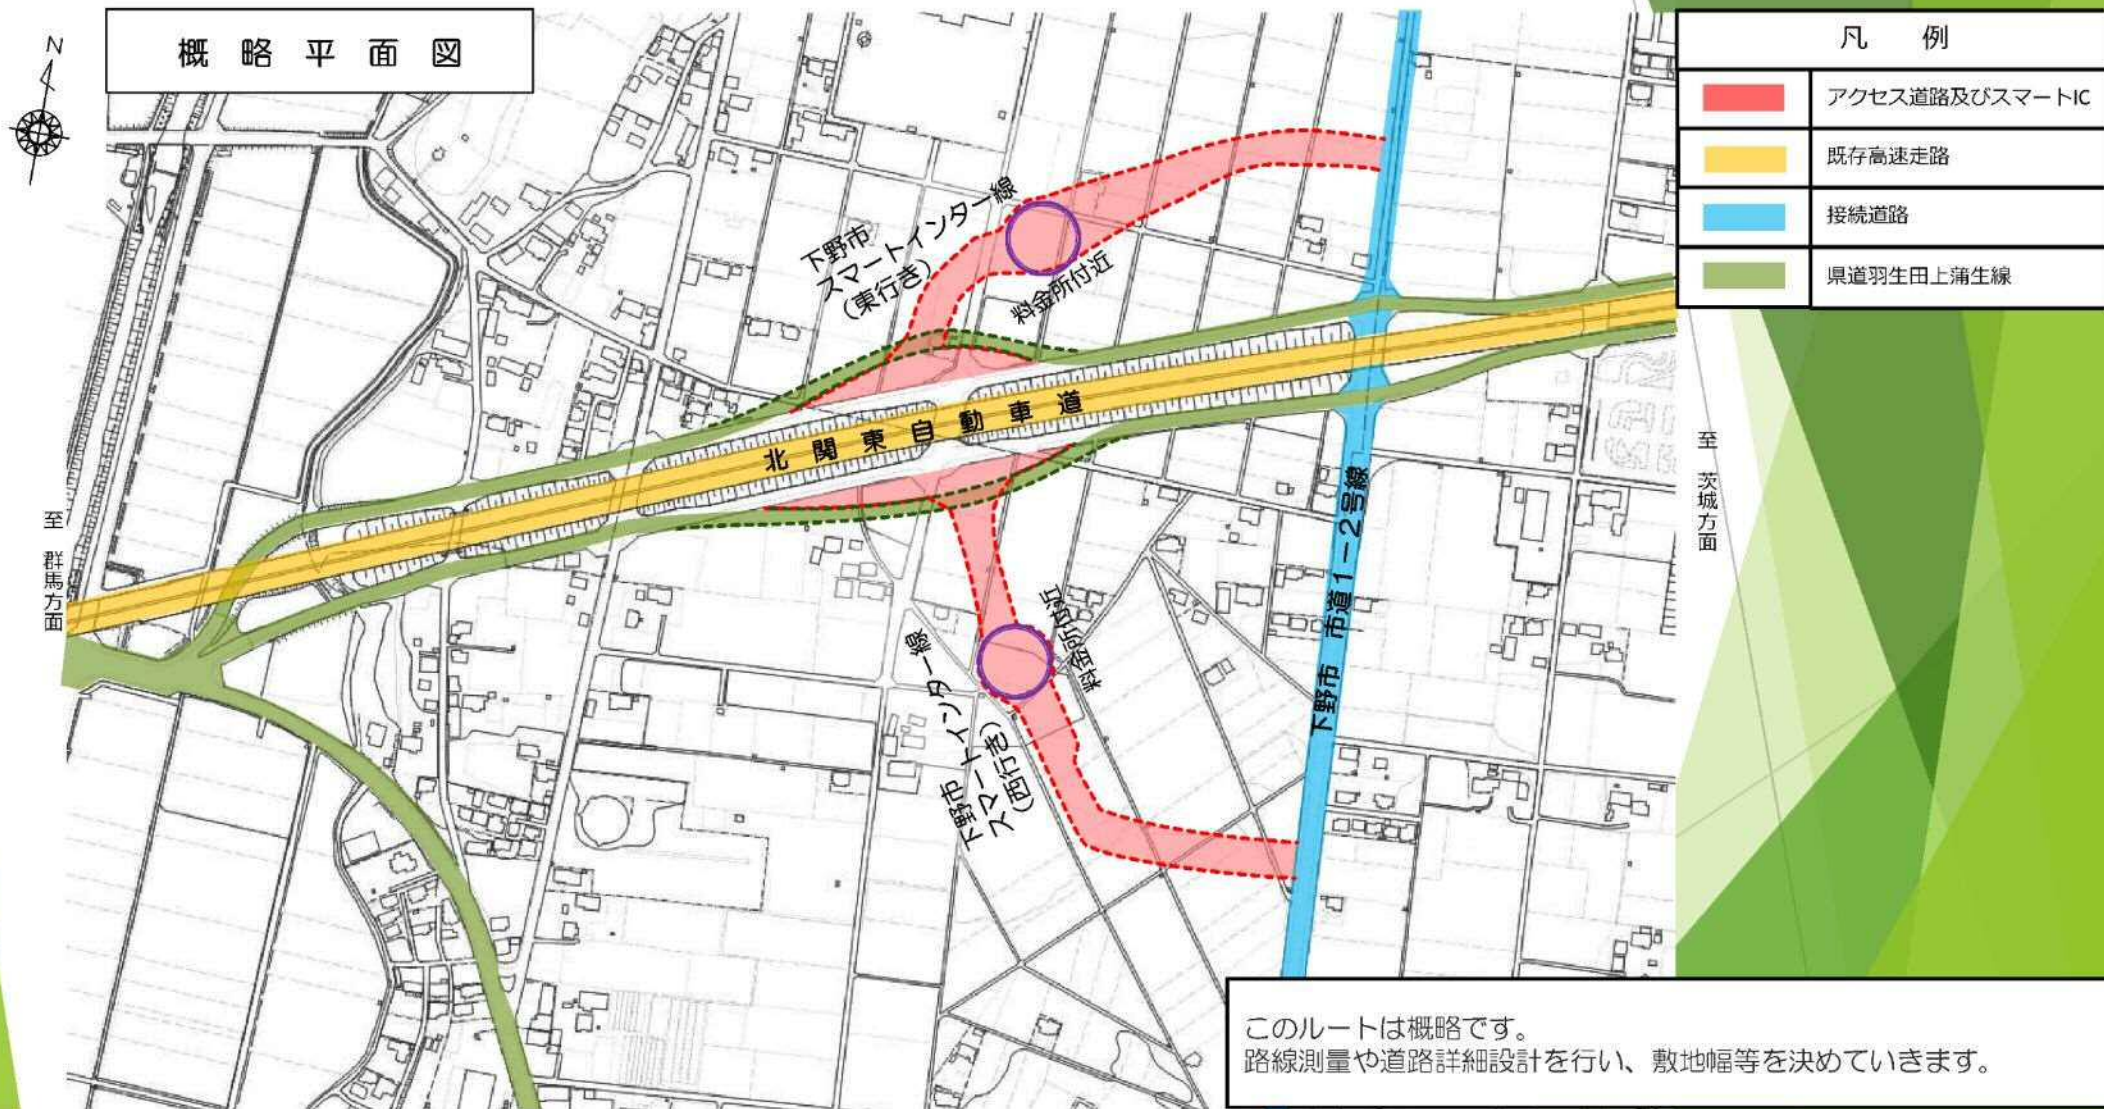 N
概略平面図
凡 例
アクセス道路及びスマートIC
既存高速走路
接続道路
県道羽生田上蒲生線
下野市
スマートインター線
(東行き)
料金所付近
北関東自動車道
至 群馬方面
至 茨城方面
下野市 市道1-2号線
料金所付近
下野市
スマートインター線
(西行き)
このルートは概略です。
路線測量や道路詳細設計を行い、敷地幅等を決めていきます。